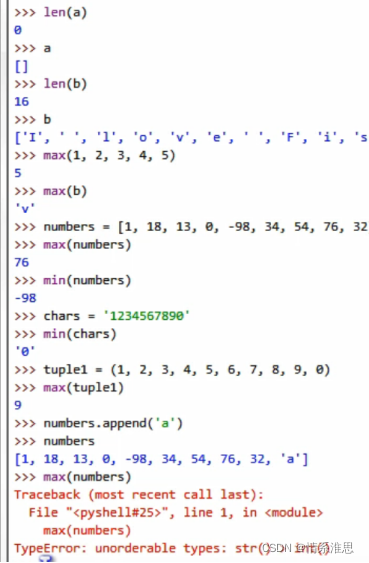 >>> len(a)
0
>>> a
[]
>>> len(b)
16
>>> b
['I', ' ', 'l', 'o', 'v', 'e', ' ', 'F', 'i', 's
>>> max(1, 2, 3, 4, 5)
5
>>> max(b)
'v'
>>> numbers = [1, 18, 13, 0, -98, 34, 54, 76, 32
>>> max(numbers)
76
>>> min(numbers)
-98
>>> chars = '1234567890'
>>> min(chars)
'0'
>>> tuple1 = (1, 2, 3, 4, 5, 6, 7, 8, 9, 0)
>>> max(tuple1)
9
>>> numbers.append('a')
>>> numbers
[1, 18, 13, 0, -98, 34, 54, 76, 32, 'a']
>>> max(numbers)
Traceback (most recent call last):
File "<pyshell#25>", line 1, in <module>
max(numbers)
TypeError: unorderable types: str() > int()
CSDN